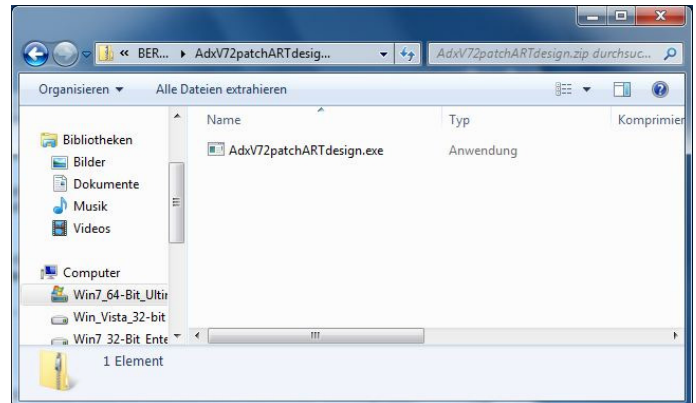 « BER... ▸ AdxV72patchARTdesig...
AdxV72patchARTdesign.zip durchsuc...
Organisieren
Alle Dateien extrahieren
Name
Typ
Komprimier
Bibliotheken
Bilder
Dokumente
Musik
Videos
AdxV72patchARTdesign.exe
Anwendung
Computer
Win7_64-Bit_Ultir
Win_Vista_32-bit
Win7 32-Bit Ente
1 Element